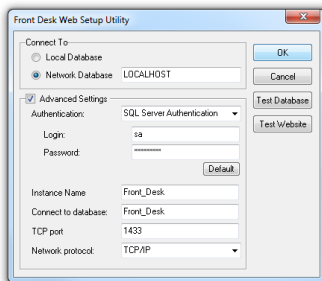 Front Desk Web Setup Utility
Connect To
Local Database
Network Database LOCALHOST
OK
Cancel
Test Database
Test Website
Advanced Settings
Authentication: SQL Server Authentication
Login: sa
Password:
Default
Instance Name Front_Desk
Connect to database: Front_Desk
TCP port 1433
Network protocol: TCP/IP